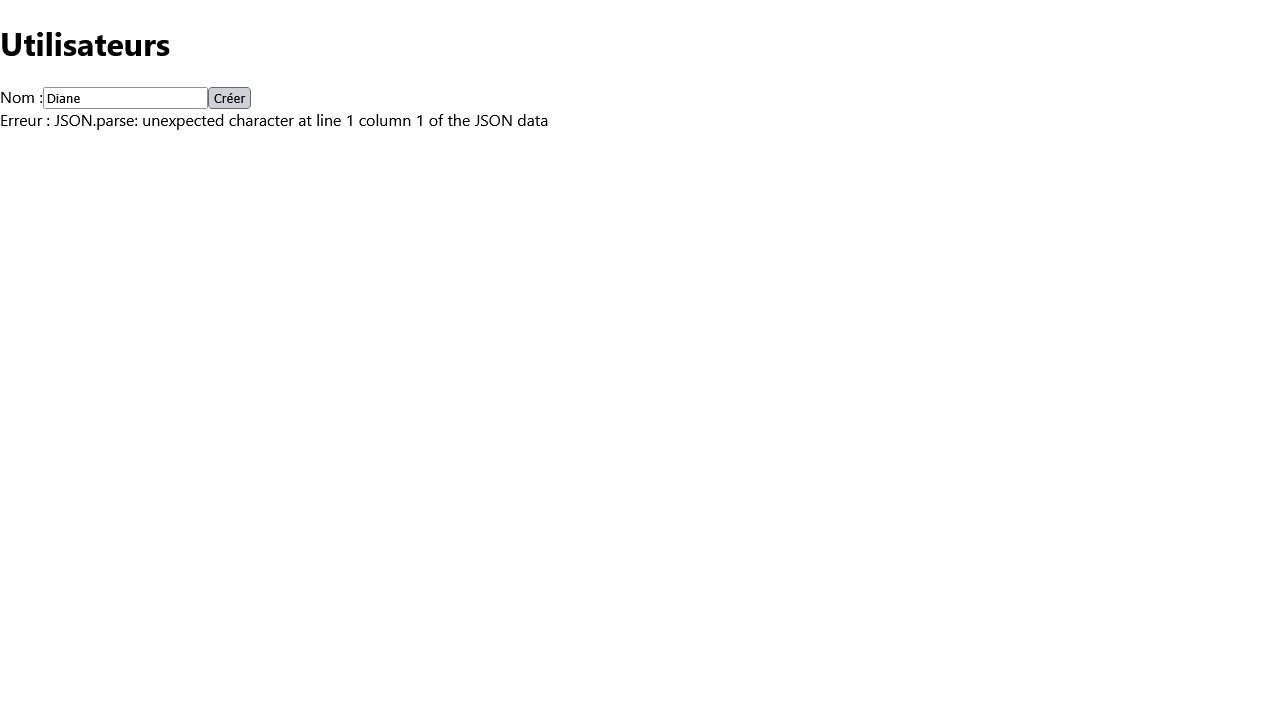 Utilisateurs
Nom : Diane Créer
Erreur : JSON.parse: unexpected character at line 1 column 1 of the JSON data